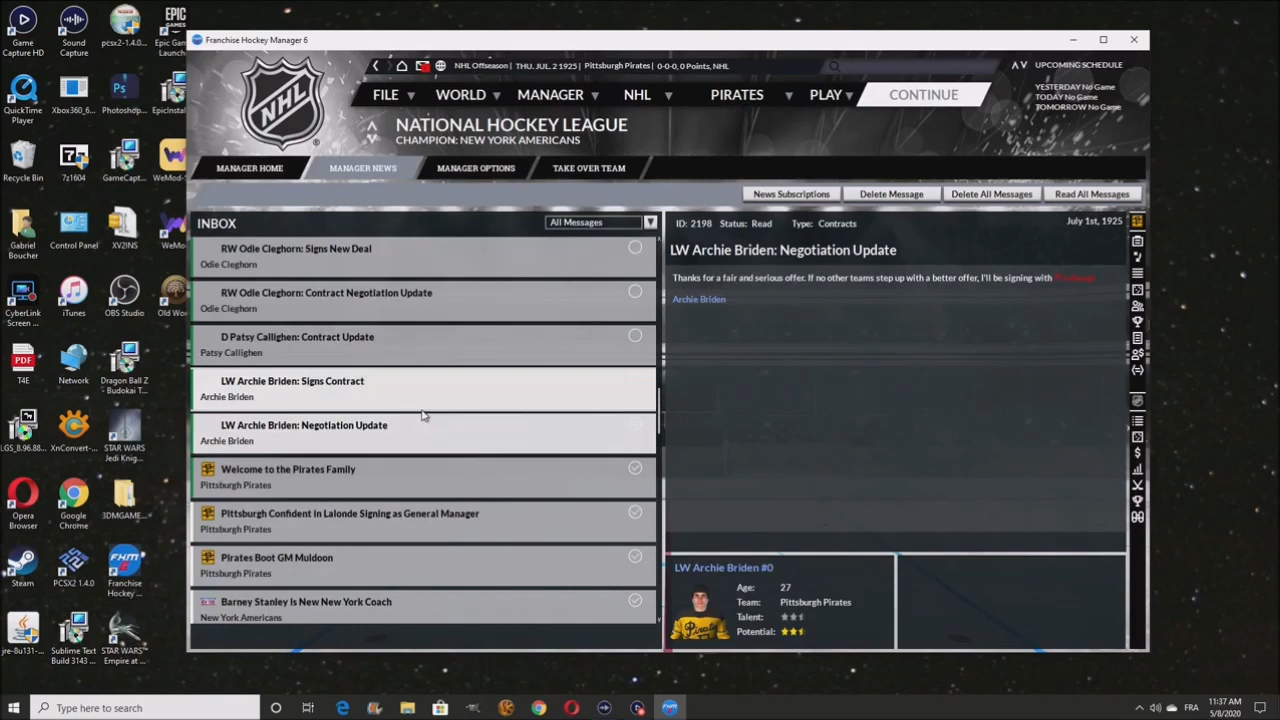 Game Capture HD
Sound Capture
pcsx2-1.4.0...
EPIC GAMES
Epic Games Launch...
QuickTime Player
Xbox360_6...
Photoshdp...
EpicInstal...
Recycle Bin
7z1604
GameCapt...
WeMod-...
Gabriel Boucher
Control Panel
XV2INS
WeMo...
CyberLink Screen ...
iTunes
OBS Studio
Old Wo...
PDF
T4E
Network
Dragon Ball Z - Budokai T...
LGS_8.96.88...
XnConvert-...
STAR WARS Jedi Knig...
Opera Browser
Google Chrome
3DMGAME...
Steam
PCSX2 1.4.0
Franchise Hockey ...
jre-8u131-...
Sublime Text Build 3143 ...
STAR WARS Empire at ...
Franchise Hockey Manager 6
NHL Offseason | THU. JUL. 2 1925 | Pittsburgh Pirates | 0-0-0, 0 Points, NHL
UPCOMING SCHEDULE
YESTERDAY No Game
TODAY No Game
TOMORROW No Game
NHL
FILE WORLD MANAGER NHL PIRATES PLAY CONTINUE
NATIONAL HOCKEY LEAGUE
CHAMPION: NEW YORK AMERICANS
MANAGER HOME MANAGER NEWS MANAGER OPTIONS TAKE OVER TEAM
News Subscriptions Delete Message Delete All Messages Read All Messages
INBOX All Messages
RW Odie Cleghorn: Signs New Deal
Odie Cleghorn
RW Odie Cleghorn: Contract Negotiation Update
Odie Cleghorn
D Patsy Callighen: Contract Update
Patsy Callighen
LW Archie Briden: Signs Contract
Archie Briden
LW Archie Briden: Negotiation Update
Archie Briden
Welcome to the Pirates Family
Pittsburgh Pirates
Pittsburgh Confident in Lalonde Signing as General Manager
Pittsburgh Pirates
Pirates Boot GM Muldoon
Pittsburgh Pirates
Barney Stanley is New New York Coach
New York Americans
ID: 2198 Status: Read Type: Contracts July 1st, 1925
LW Archie Briden: Negotiation Update
Thanks for a fair and serious offer. If no other teams step up with a better offer, I'll be signing with Pittsburgh.
Archie Briden
LW Archie Briden #0
Age: 27
Team: Pittsburgh Pirates
Talent:
Potential:
Type here to search
FRA
11:37 AM
5/8/2020